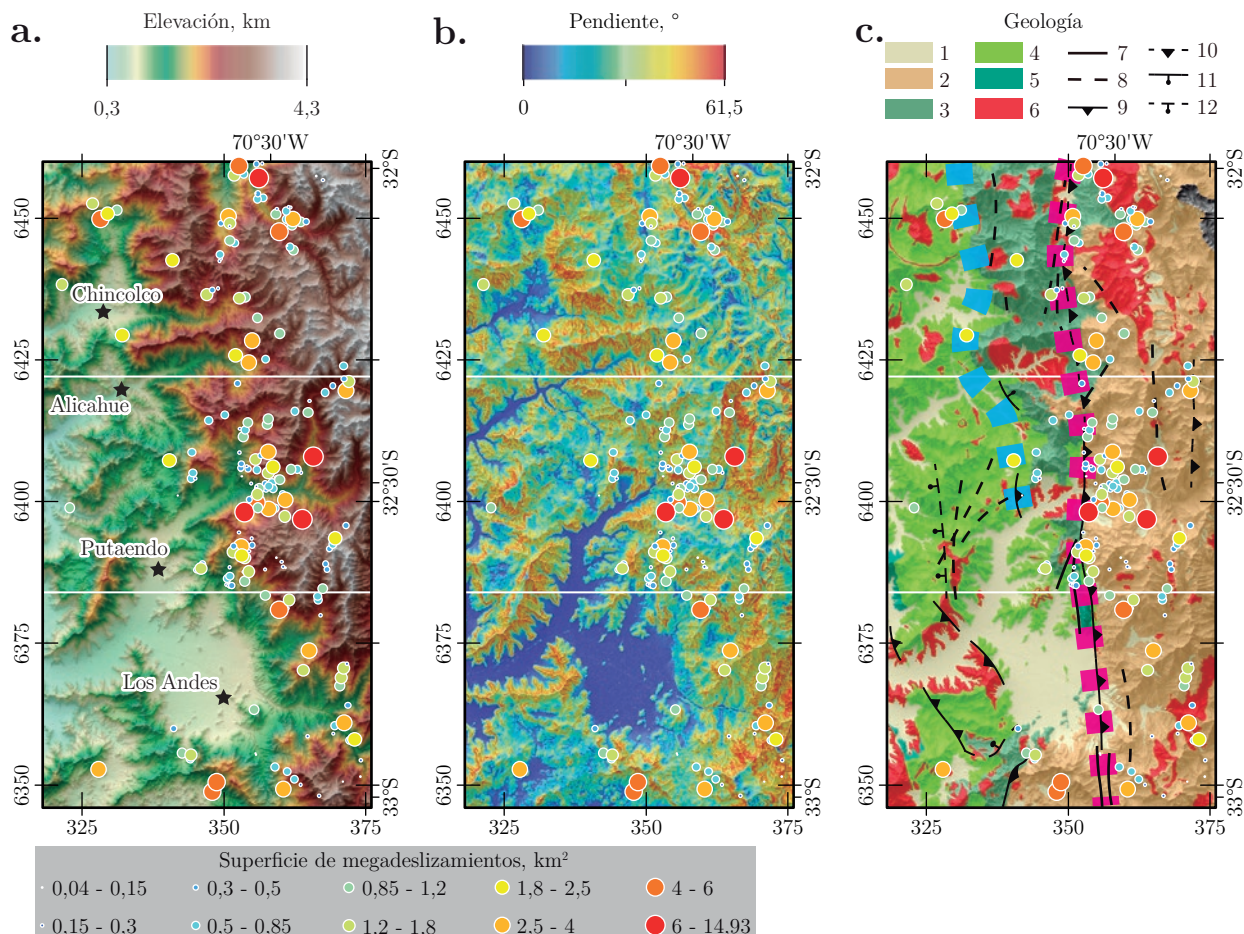 a.
Elevación, km
0,3
4,3
b.
Pendiente, °
0
61,5
c.
Geología
1
2
3
4
5
6
7
8
9
10
11
12
70°30'W
70°30'W
70°30'W
32°S
32°S
32°S
6450
6450
6450
Chincolco
6425
6425
6425
Alicahue
32°30'S
32°30'S
32°30'S
6400
6400
6400
Putaendo
6375
6375
6375
Los Andes
6350
6350
6350
33°S
33°S
33°S
325
350
375
325
350
375
325
350
375
Superficie de megadeslizamientos, km²
0,04 - 0,15
0,3 - 0,5
0,85 - 1,2
1,8 - 2,5
4 - 6
0,15 - 0,3
0,5 - 0,85
1,2 - 1,8
2,5 - 4
6 - 14,93